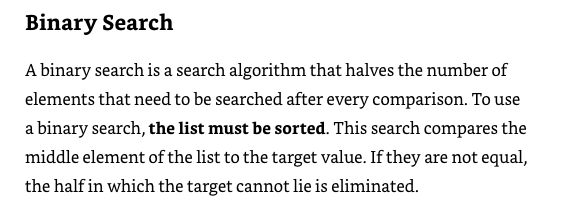 Binary Search
A binary search is a search algorithm that halves the number of
elements that need to be searched after every comparison. To use
a binary search, the list must be sorted. This search compares the
middle element of the list to the target value. If they are not equal,
the half in which the target cannot lie is eliminated.